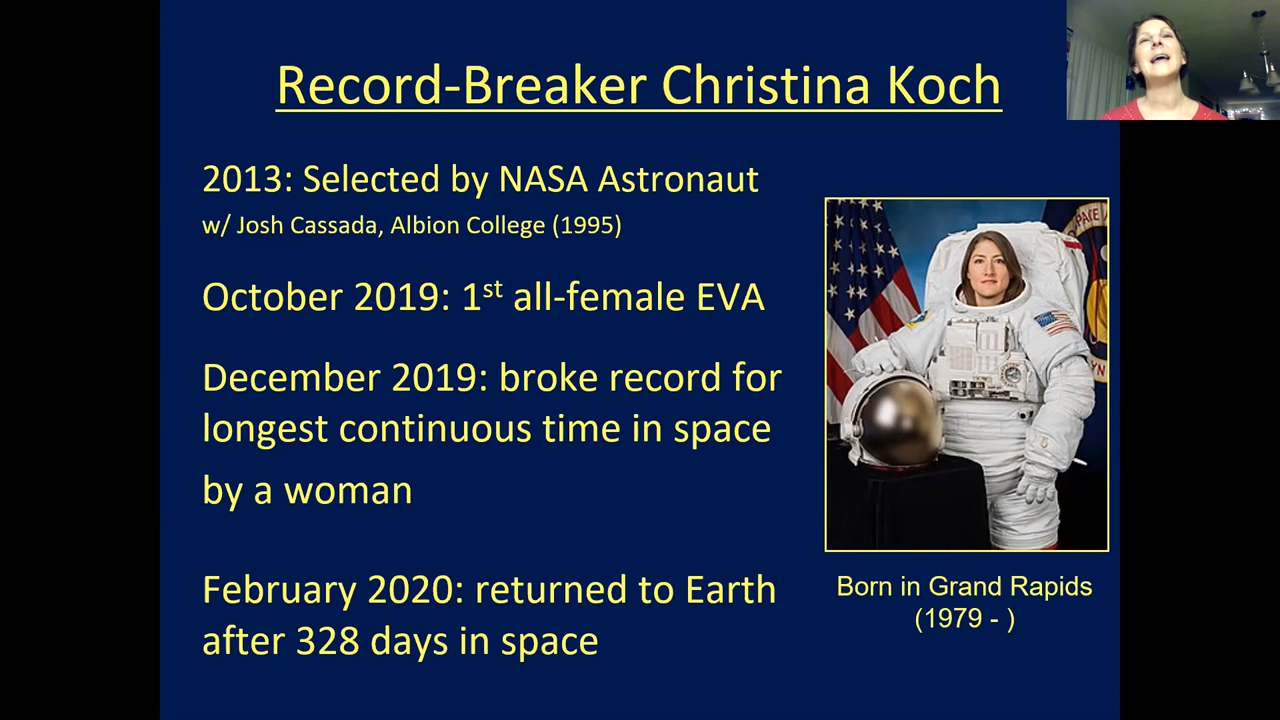 Record-Breaker Christina Koch
2013: Selected by NASA Astronaut
w/ Josh Cassada, Albion College (1995)
October 2019: 1st all-female EVA
December 2019: broke record for
longest continuous time in space
by a woman
February 2020: returned to Earth
after 328 days in space
SPACE A
Born in Grand Rapids
(1979 - )